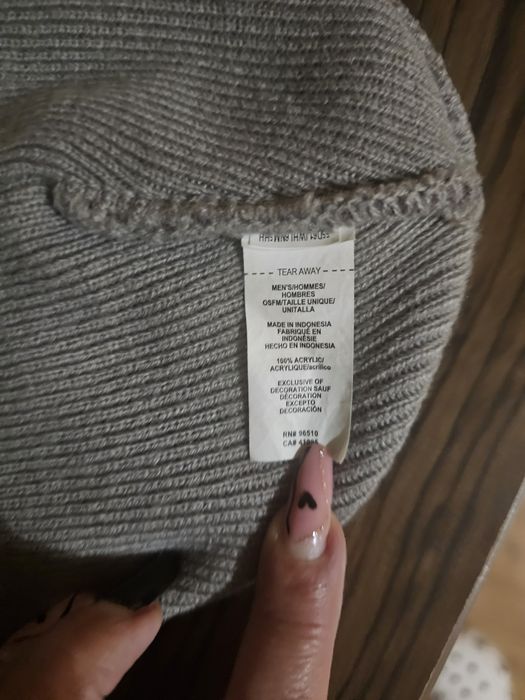 - - - - TEAR AWAY - - - -
MEN'S/HOMMES/
HOMBRES
OSFM/TAILLE UNIQUE/
UNITALLA
MADE IN INDONESIA
FABRIQUÉ EN
INDONÉSIE
HECHO EN INDONESIA
100% ACRYLIC/
ACRYLIQUE/acrílico
EXCLUSIVE OF
DECORATION SAUF
DÉCORATION
EXCEPTO
DECORACIÓN
RN# 96510
CA#